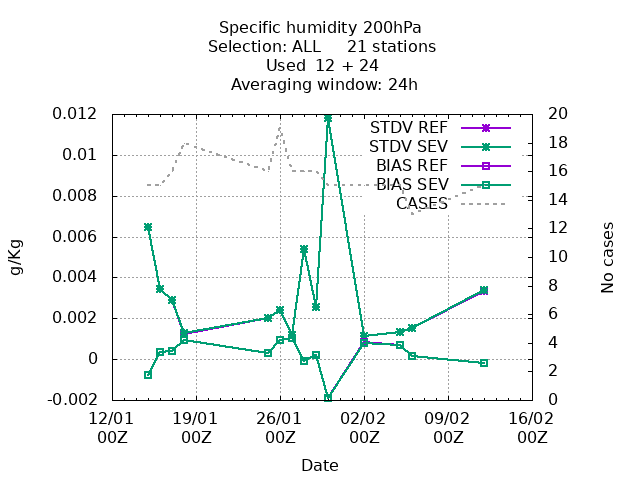 Specific humidity 200hPa
Selection: ALL     21 stations
Used  12 + 24
Averaging window: 24h
STDV REF
STDV SEV
BIAS REF
BIAS SEV
CASES
0.012
0.01
0.008
0.006
0.004
0.002
0
-0.002
20
18
16
14
12
10
8
6
4
2
0
g/Kg
No cases
12/01 19/01 26/01 02/02 09/02 16/02
00Z 00Z 00Z 00Z 00Z 00Z
Date